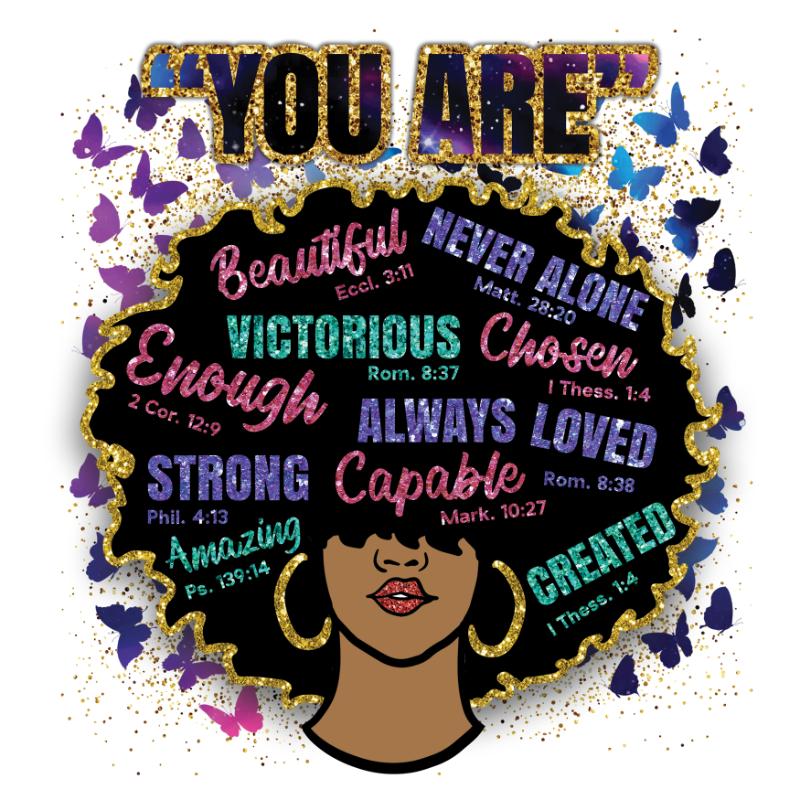 “YOU ARE”
Beautiful
Eccl. 3:11
NEVER ALONE
Matt. 28:20
VICTORIOUS
Rom. 8:37
Chosen
I Thess. 1:4
Enough
2 Cor. 12:9
ALWAYS LOVED
Rom. 8:38
STRONG
Phil. 4:13
Capable
Mark. 10:27
Amazing
Ps. 139:14
CREATED
I Thess. 1:4